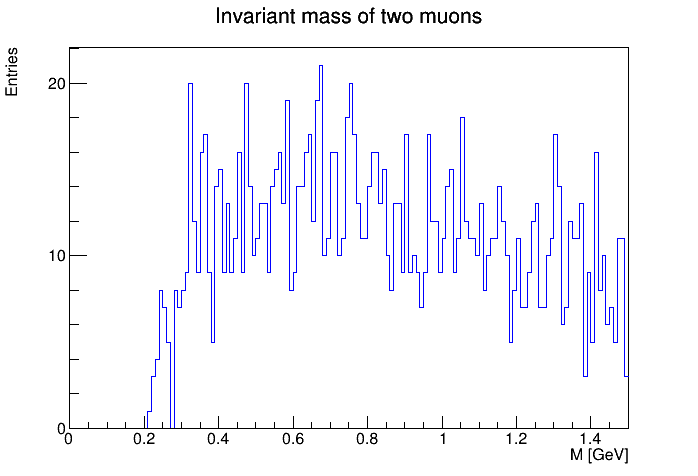 Invariant mass of two muons
Entries
20
10
0
0 0.2 0.4 0.6 0.8 1 1.2 1.4
M [GeV]